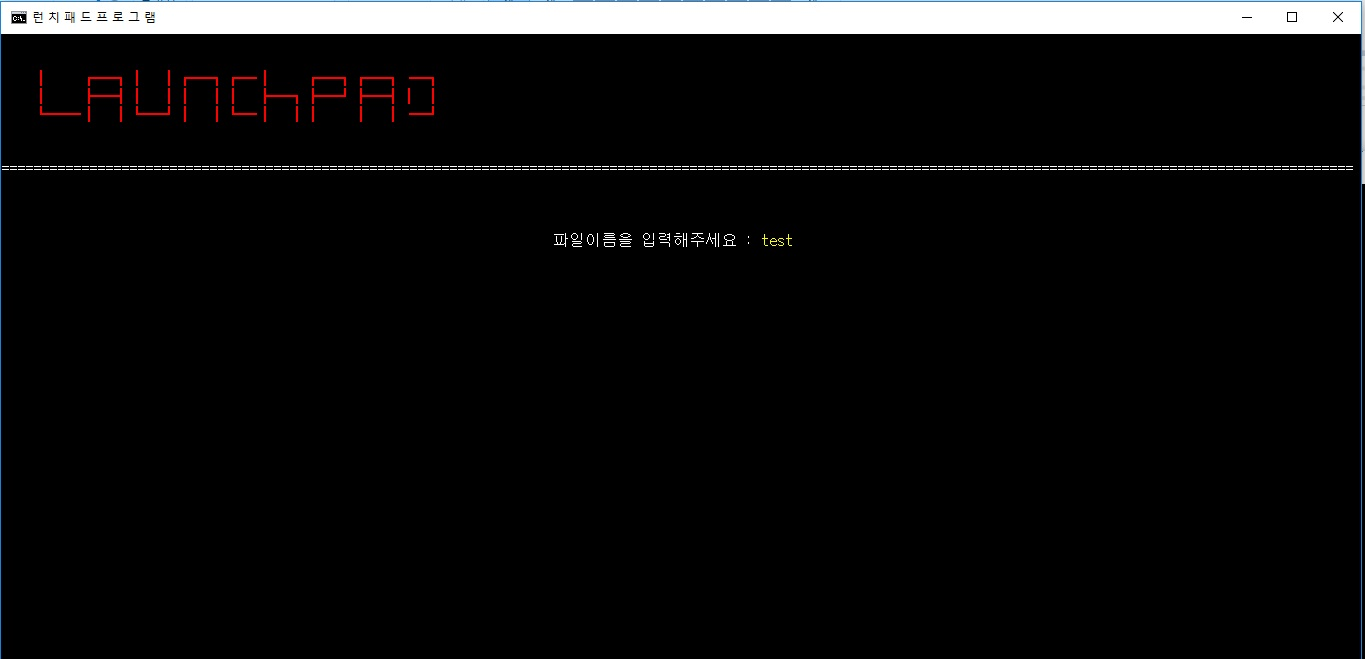 런 치 패 드 프 로 그 램
LAUNChPAD
파일이름을 입력해주세요 : test